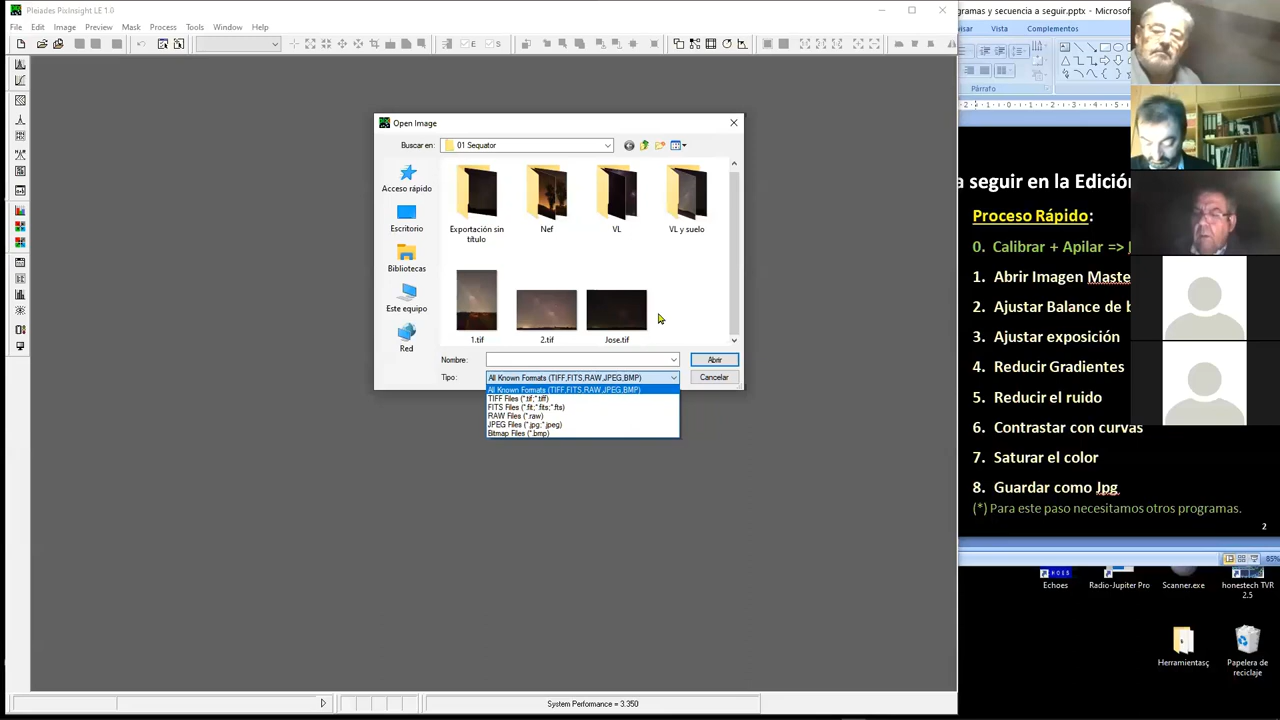 Pleiades PixInsight LE 1.0
File Edit Image Preview Mask Process Tools Window Help
E S
Open Image
Buscar en: 01 Sequator
Acceso rápido
Escritorio
Bibliotecas
Este equipo
Red
Exportación sin título
Nef
VL
VL y suelo
1.tif
2.tif
Jose.tif
Nombre:
Abrir
Tipo: All Known Formats (TIFF,FITS,RAW,JPEG,BMP)
Cancelar
All Known Formats (TIFF,FITS,RAW,JPEG,BMP)
TIFF Files (*.tif;*.tiff)
FITS Files (*.fit;*.fits;*.fts)
RAW Files (*.raw)
JPEG Files (*.jpg;*.jpeg)
Bitmap Files (*.bmp)
System Performance = 3.350
ogramas y secuencia a seguir.pptx - Microsof
isar Vista Complementos
Párrafo
a seguir en la Edición
Proceso Rápido:
0. Calibrar + Apilar =>
1. Abrir Imagen Maste
2. Ajustar Balance de b
3. Ajustar exposición
4. Reducir Gradientes
5. Reducir el ruido
6. Contrastar con curvas
7. Saturar el color
8. Guardar como Jpg
(*) Para este paso necesitamos otros programas.
2
85%
Echoes
Radio-Jupiter Pro
Scanner.exe
honestech TVR 2.5
Herramientasç
Papelera de reciclaje